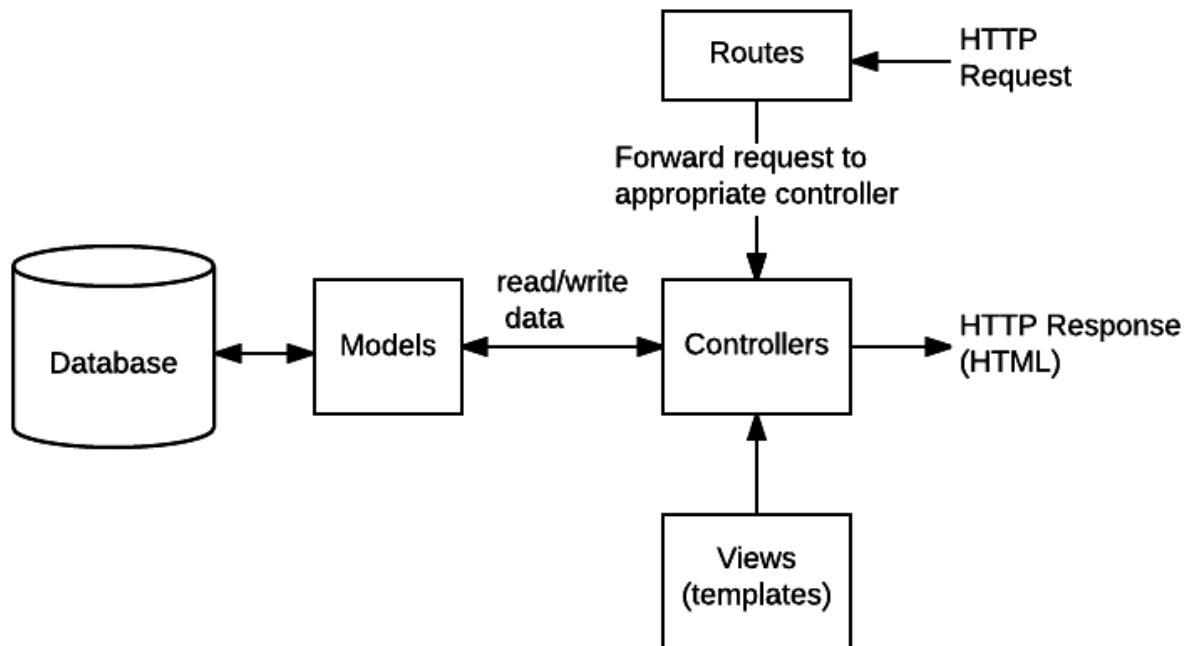 Routes
HTTP
Request
Forward request to
appropriate controller
Database
Models
read/write
data
Controllers
HTTP Response
(HTML)
Views
(templates)